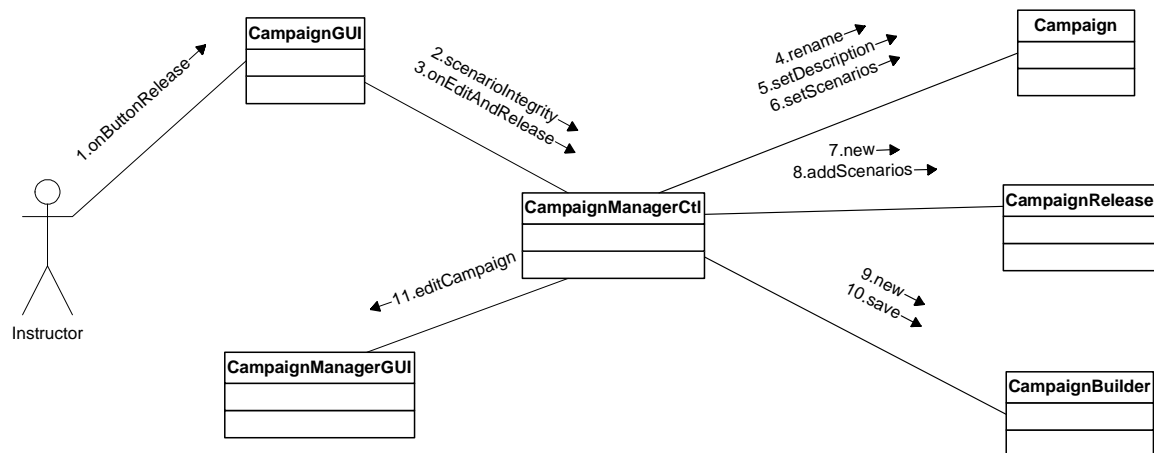 CampaignGUI
Campaign
1.onButtonRelease
2.scenarioIntegrity
3.onEditAndRelease
4.rename
5.setDescription
6.setScenarios
7.new
8.addScenarios
CampaignManagerCtl
CampaignRelease
11.editCampaign
9.new
10.save
Instructor
CampaignManagerGUI
CampaignBuilder